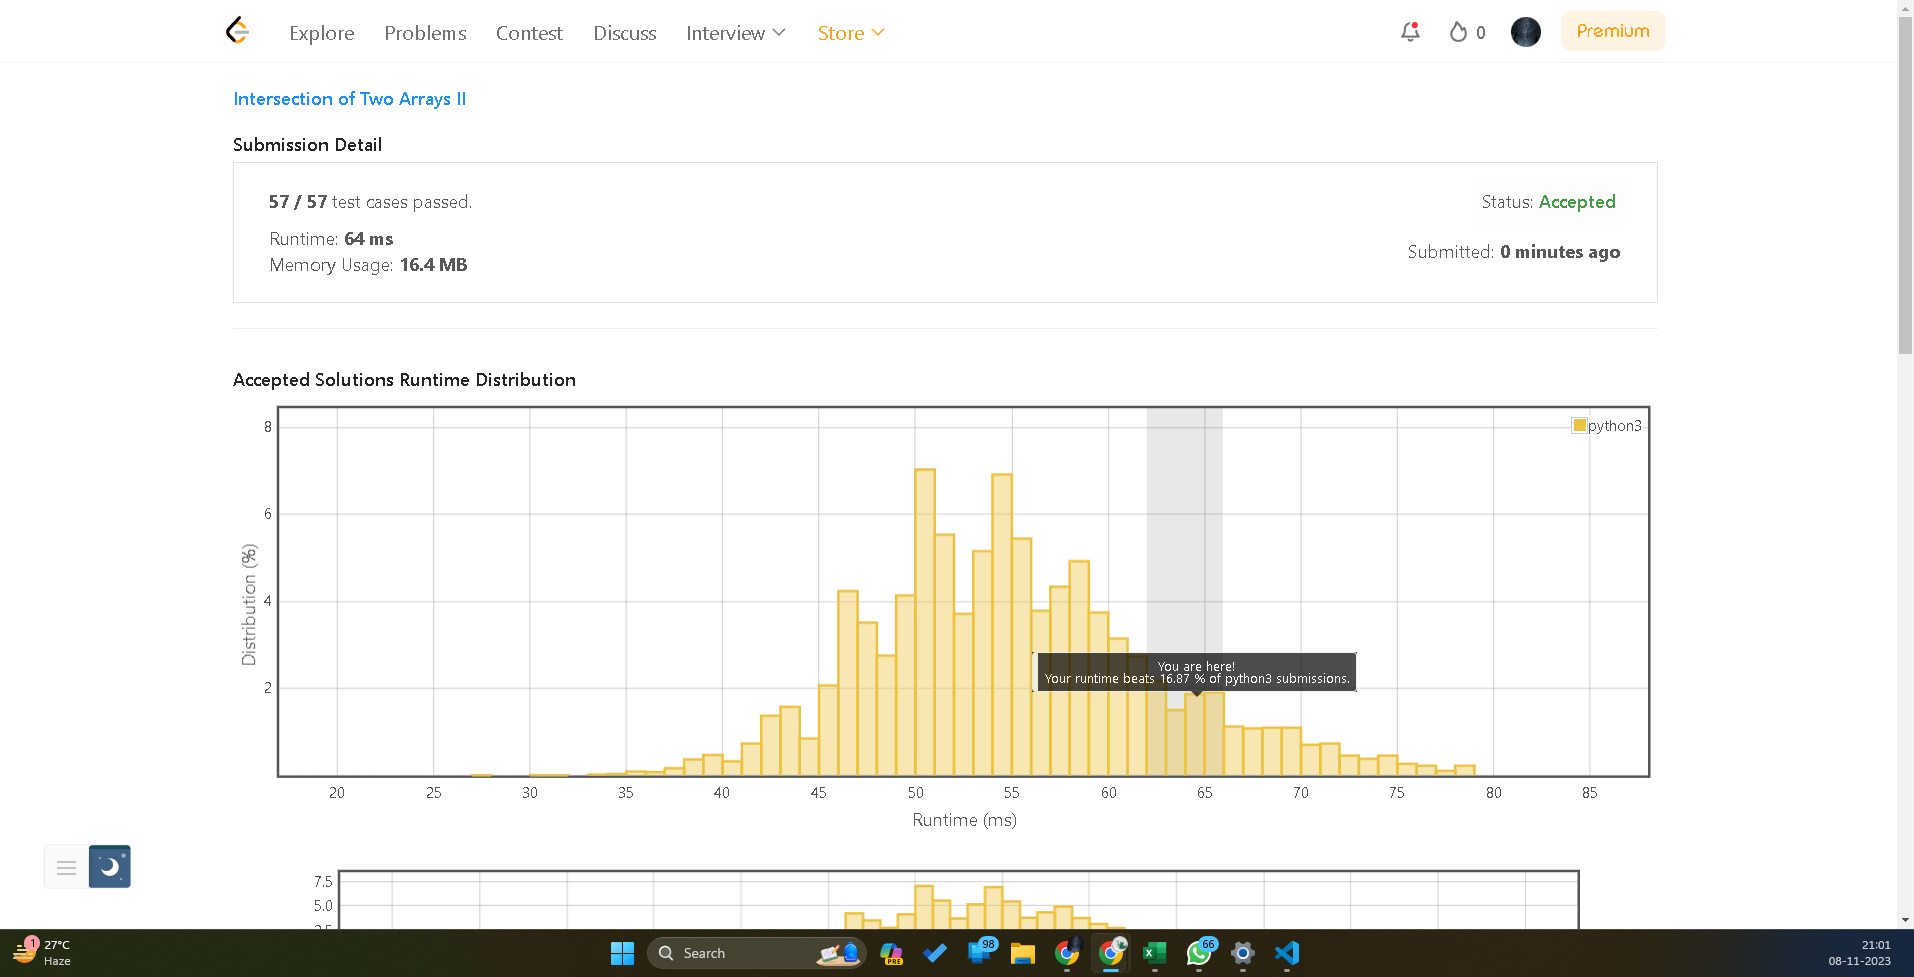 Explore Problems Contest Discuss Interview Store 0 Premium
Intersection of Two Arrays II
Submission Detail
57 / 57 test cases passed.
Status: Accepted
Runtime: 64 ms
Memory Usage: 16.4 MB
Submitted: 0 minutes ago
Accepted Solutions Runtime Distribution
python3
8
6
4
2
Distribution (%)
You are here!
Your runtime beats 16.87 % of python3 submissions.
20 25 30 35 40 45 50 55 60 65 70 75 80 85
Runtime (ms)
7.5
5.0
1
27°C
Haze
Search
PRE
98
66
21:01
08-11-2023